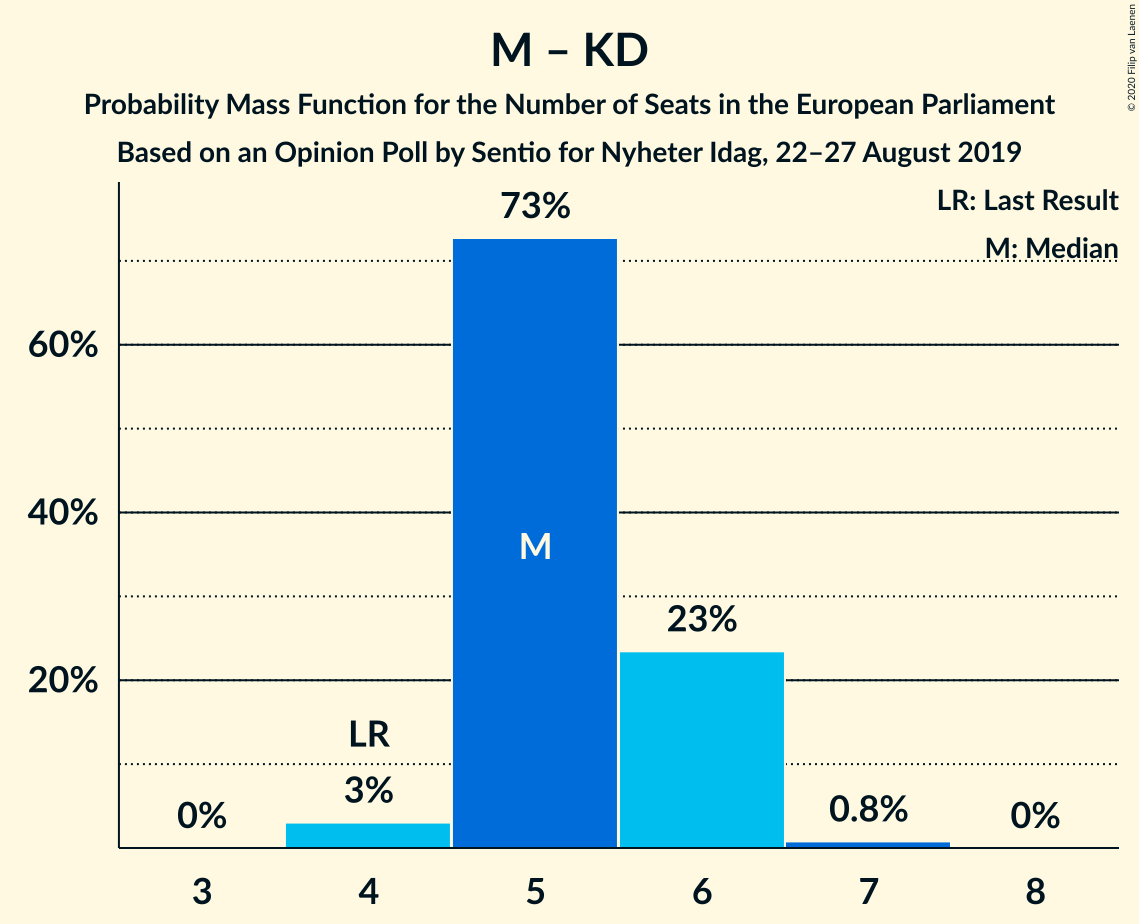 M – KD
Probability Mass Function for the Number of Seats in the European Parliament
Based on an Opinion Poll by Sentio for Nyheter Idag, 22–27 August 2019
© 2020 Filip van Laenen
LR: Last Result
M: Median
73%
60%
40%
M
23%
20%
LR
3%
0%
0.8%
0%
3 4 5 6 7 8